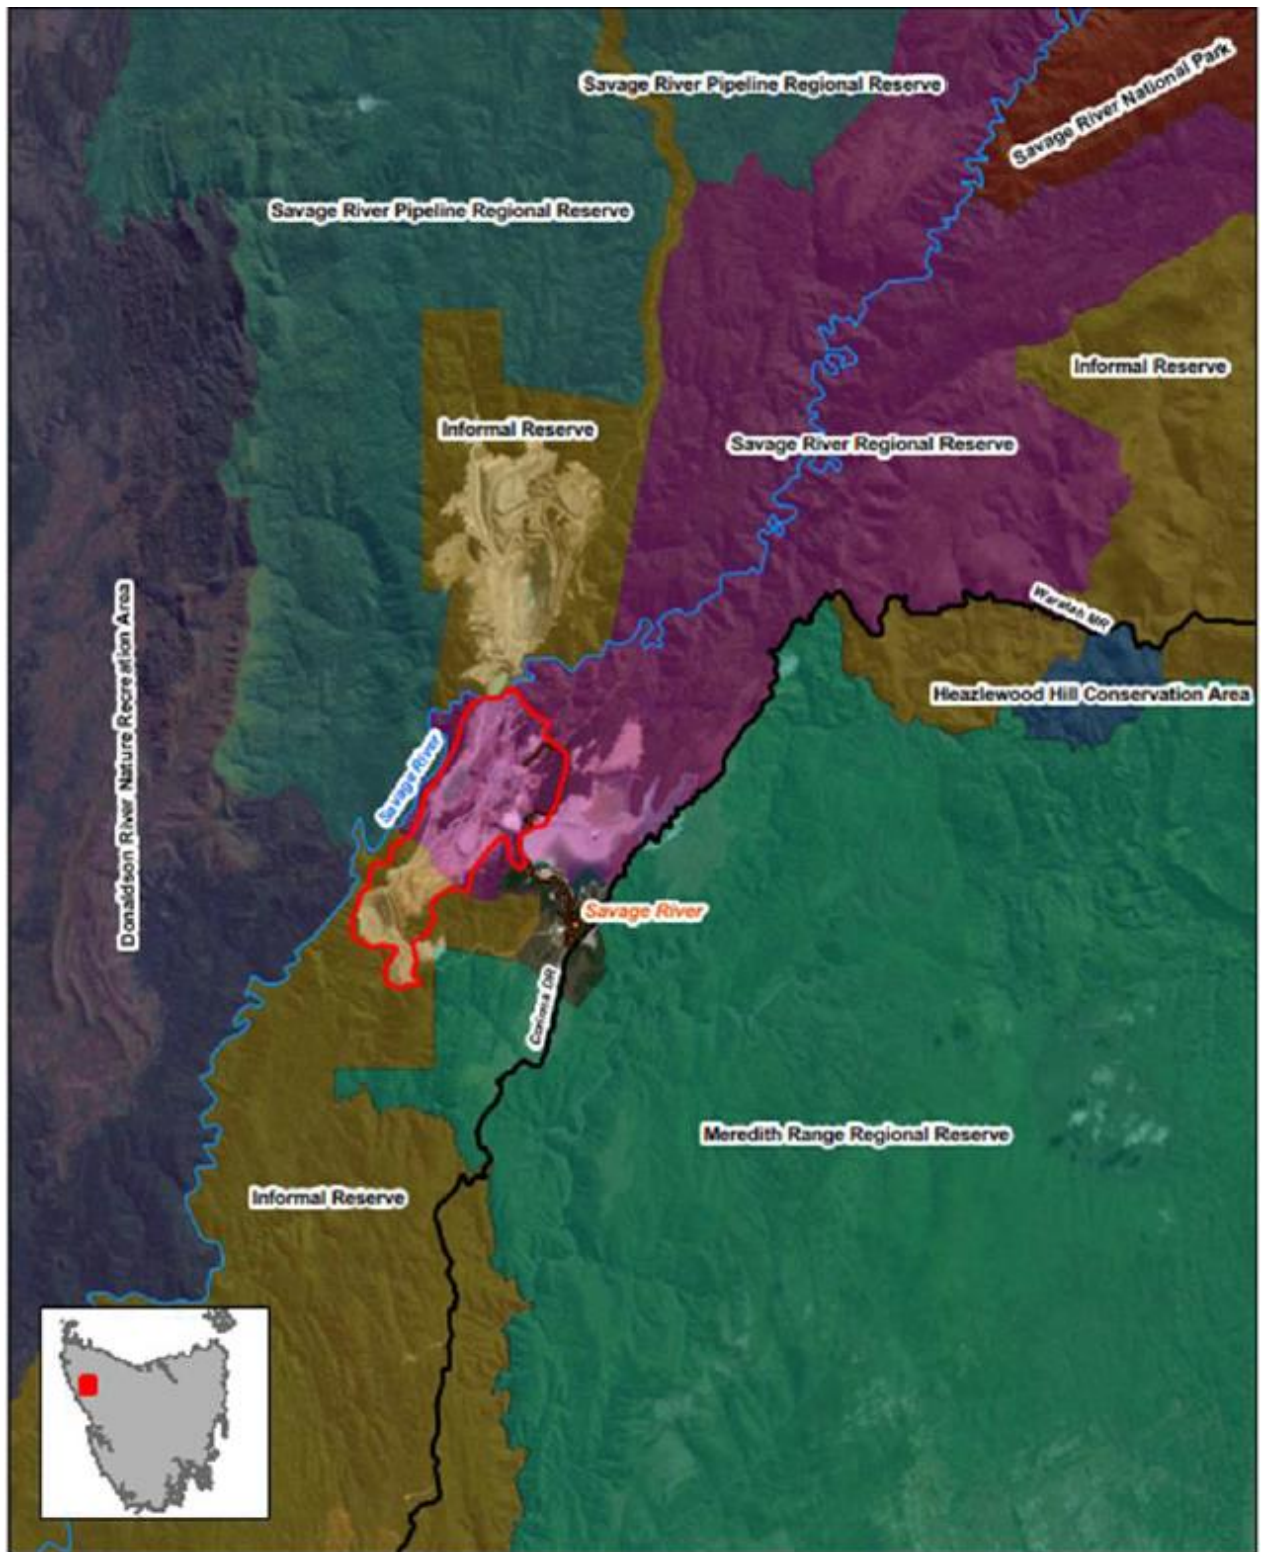 Savage River Pipeline Regional Reserve
Savage River National Park
Savage River Pipeline Regional Reserve
Informal Reserve
Informal Reserve
Savage River Regional Reserve
Waratah MR
Donaldson River Nature Recreation Area
Heazlewood Hill Conservation Area
Savage River
Savage River
Corinna DR
Meredith Range Regional Reserve
Informal Reserve